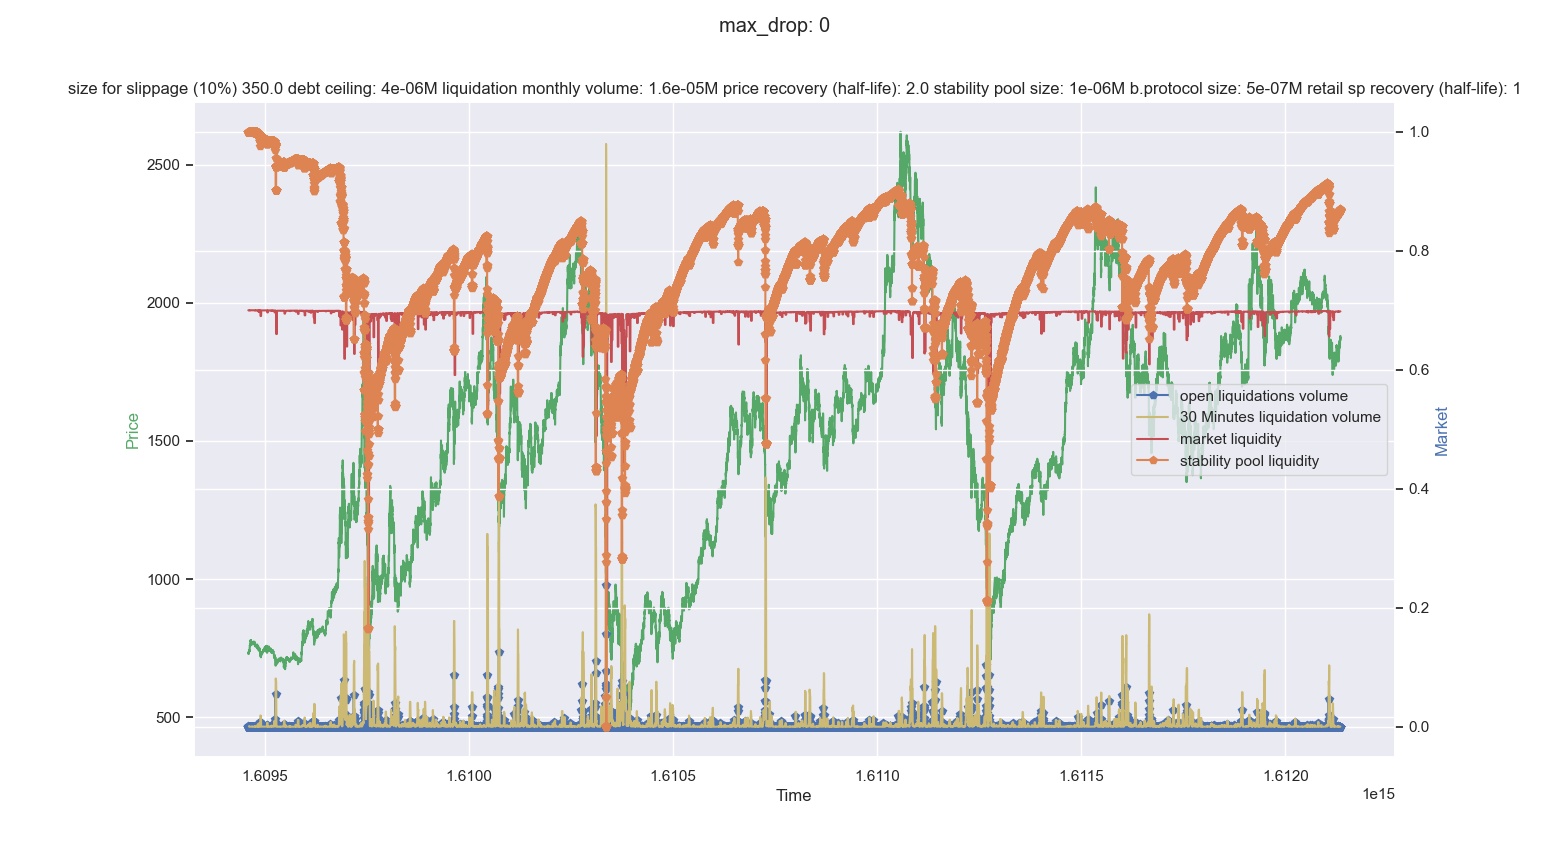 max_drop: 0
size for slippage (10%) 350.0 debt ceiling: 4e-06M liquidation monthly volume: 1.6e-05M price recovery (half-life): 2.0 stability pool size: 1e-06M b.protocol size: 5e-07M retail sp recovery (half-life): 1
2500
2000
1500
1000
500
Price
1.0
0.8
0.6
0.4
0.2
0.0
Market
open liquidations volume
30 Minutes liquidation volume
market liquidity
stability pool liquidity
1.6095 1.6100 1.6105 1.6110 1.6115 1.6120
Time
1e15